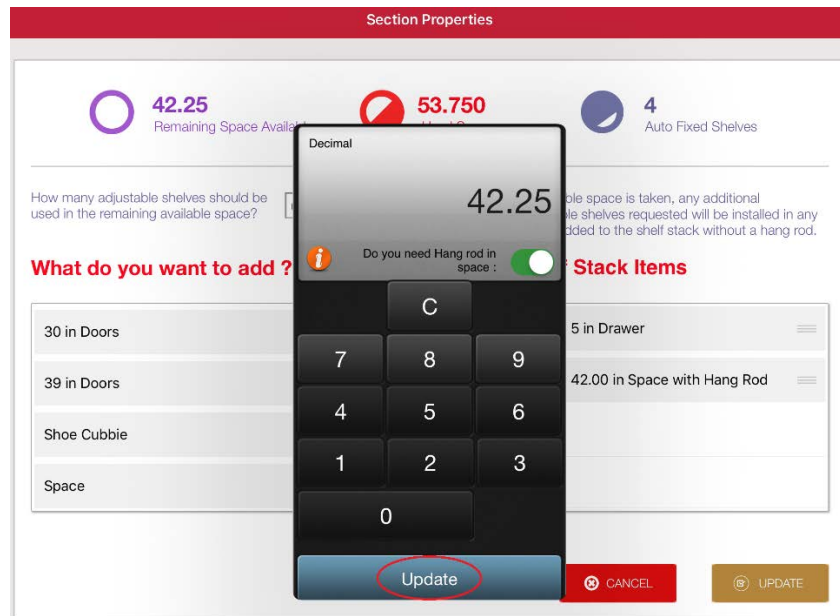 Section Properties
42.25
Remaining Space
53.750
4
Auto Fixed Shelves
Decimal
42.25
Do you need Hang rod in
space :
How many adjustable shelves should be
used in the remaining available space?
space is taken, any additional
shelves requested will be installed in any
to the shelf stack without a hang rod.
What do you want to add ?
Stack Items
30 in Doors
39 in Doors
Shoe Cubbie
Space
5 in Drawer
42.00 in Space with Hang Rod
C
7 8 9
4 5 6
1 2 3
0
Update
CANCEL
UPDATE